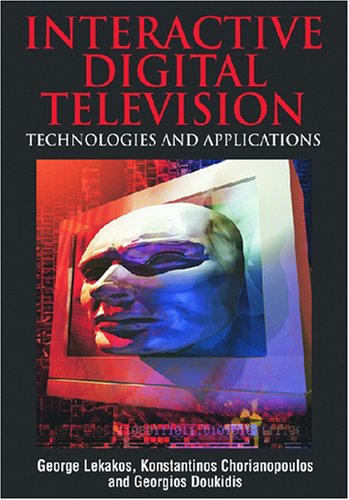 INTERACTIVE
DIGITAL
TELEVISION
TECHNOLOGIES AND APPLICATIONS
George Lekakos, Konstantinos Chorianopoulos
and Georgios Doukidis